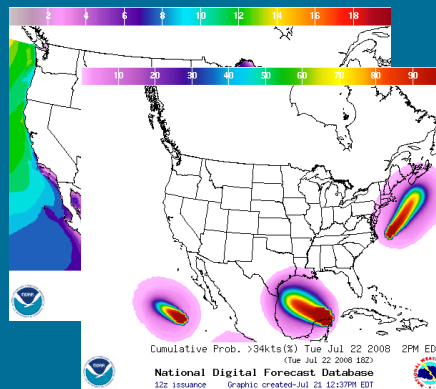 2 4 6 8 10 12 14 16 18
10 20 30 40 50 60 70 80 90
Cumulative Prob. >34kts(%) Tue Jul 22 2008 2PM ED
(Tue Jul 22 2008 18Z)
National Digital Forecast Database
12z issuance Graphic created-Jul 21 12:37PM EDT
noaa
noaa